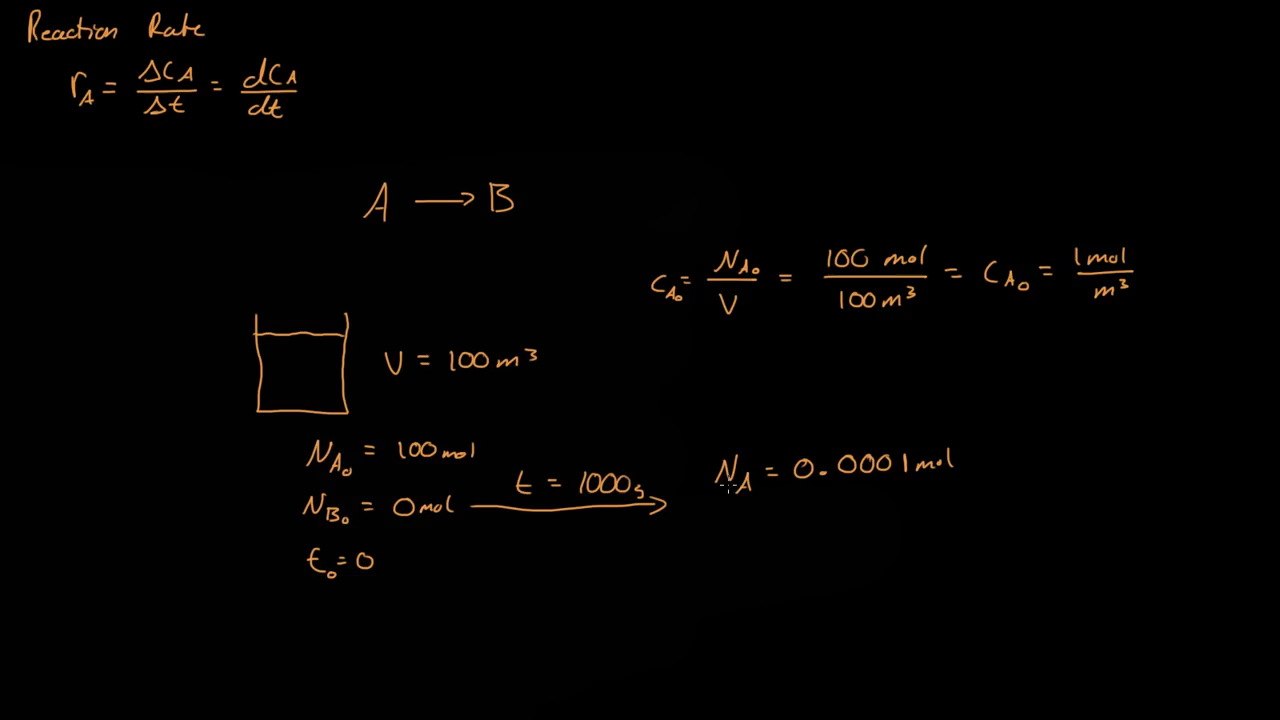 Reaction Rate
r_A = ΔC_A/Δt = dC_A/dt
A → B
C_A₀ = N_A₀/V = 100 mol/100 m³ = C_A₀ = 1 mol/m³
V = 100 m³
N_A₀ = 100 mol
t = 1000 s
N_A = 0.0001 mol
N_B₀ = 0 mol
t₀ = 0